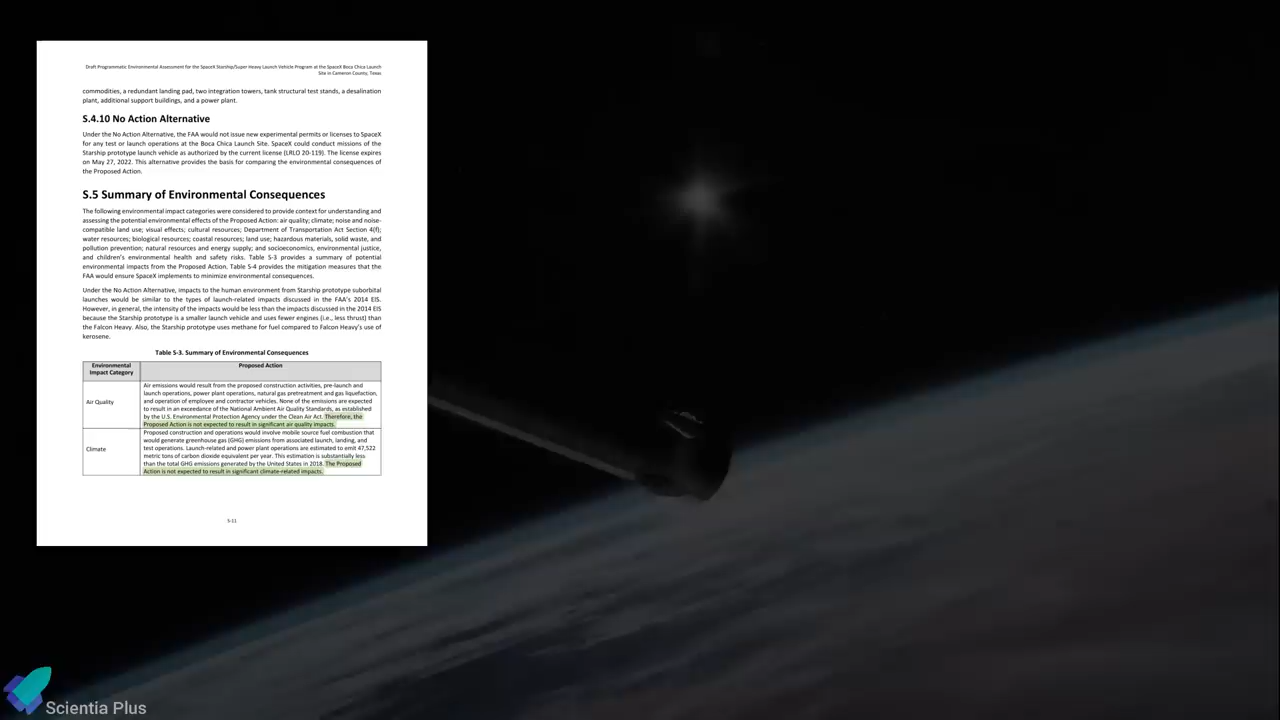 Draft Programmatic Environmental Assessment for the SpaceX Starship/Super Heavy Launch Vehicle Program at the SpaceX Boca Chica Launch
Site in Cameron County, Texas
commodities, a redundant landing pad, two integration towers, tank structural test stands, a desalination
plant, additional support buildings, and a power plant.
S.4.10 No Action Alternative
Under the No Action Alternative, the FAA would not issue new experimental permits or licenses to SpaceX
for any test or launch operations at the Boca Chica Launch Site. SpaceX could conduct missions of the
Starship prototype launch vehicle as authorized by the current license (LRLO 20-119). The license expires
on May 27, 2022. This alternative provides the basis for comparing the environmental consequences of
the Proposed Action.
S.5 Summary of Environmental Consequences
The following environmental impact categories were considered to provide context for understanding and
assessing the potential environmental effects of the Proposed Action: air quality; climate; noise and noise-
compatible land use; visual effects; cultural resources; Department of Transportation Act Section 4(f);
water resources; biological resources; coastal resources; land use; hazardous materials, solid waste, and
pollution prevention; natural resources and energy supply; and socioeconomics, environmental justice,
and children's environmental health and safety risks. Table S-3 provides a summary of potential
environmental impacts from the Proposed Action. Table S-4 provides the mitigation measures that the
FAA would ensure SpaceX implements to minimize environmental consequences.
Under the No Action Alternative, impacts to the human environment from Starship prototype suborbital
launches would be similar to the types of launch-related impacts discussed in the FAA's 2014 EIS.
However, in general, the intensity of the impacts would be less than the impacts discussed in the 2014 EIS
because the Starship prototype is a smaller launch vehicle and uses fewer engines (i.e., less thrust) than
the Falcon Heavy. Also, the Starship prototype uses methane for fuel compared to Falcon Heavy's use of
kerosene.
Table S-3. Summary of Environmental Consequences
Environmental
Impact Category
Proposed Action
Air Quality
Air emissions would result from the proposed construction activities, pre-launch and
launch operations, power plant operations, natural gas pretreatment and gas liquefaction,
and operation of employee and contractor vehicles. None of the emissions are expected
to result in an exceedance of the National Ambient Air Quality Standards, as established
by the U.S. Environmental Protection Agency under the Clean Air Act. Therefore, the
Proposed Action is not expected to result in significant air quality impacts.
Climate
Proposed construction and operations would involve mobile source fuel combustion that
would generate greenhouse gas (GHG) emissions from associated launch, landing, and
test operations. Launch-related and power plant operations are estimated to emit 47,522
metric tons of carbon dioxide equivalent per year. This estimation is substantially less
than the total GHG emissions generated by the United States in 2018. The Proposed
Action is not expected to result in significant climate-related impacts.
S-11
Scientia Plus